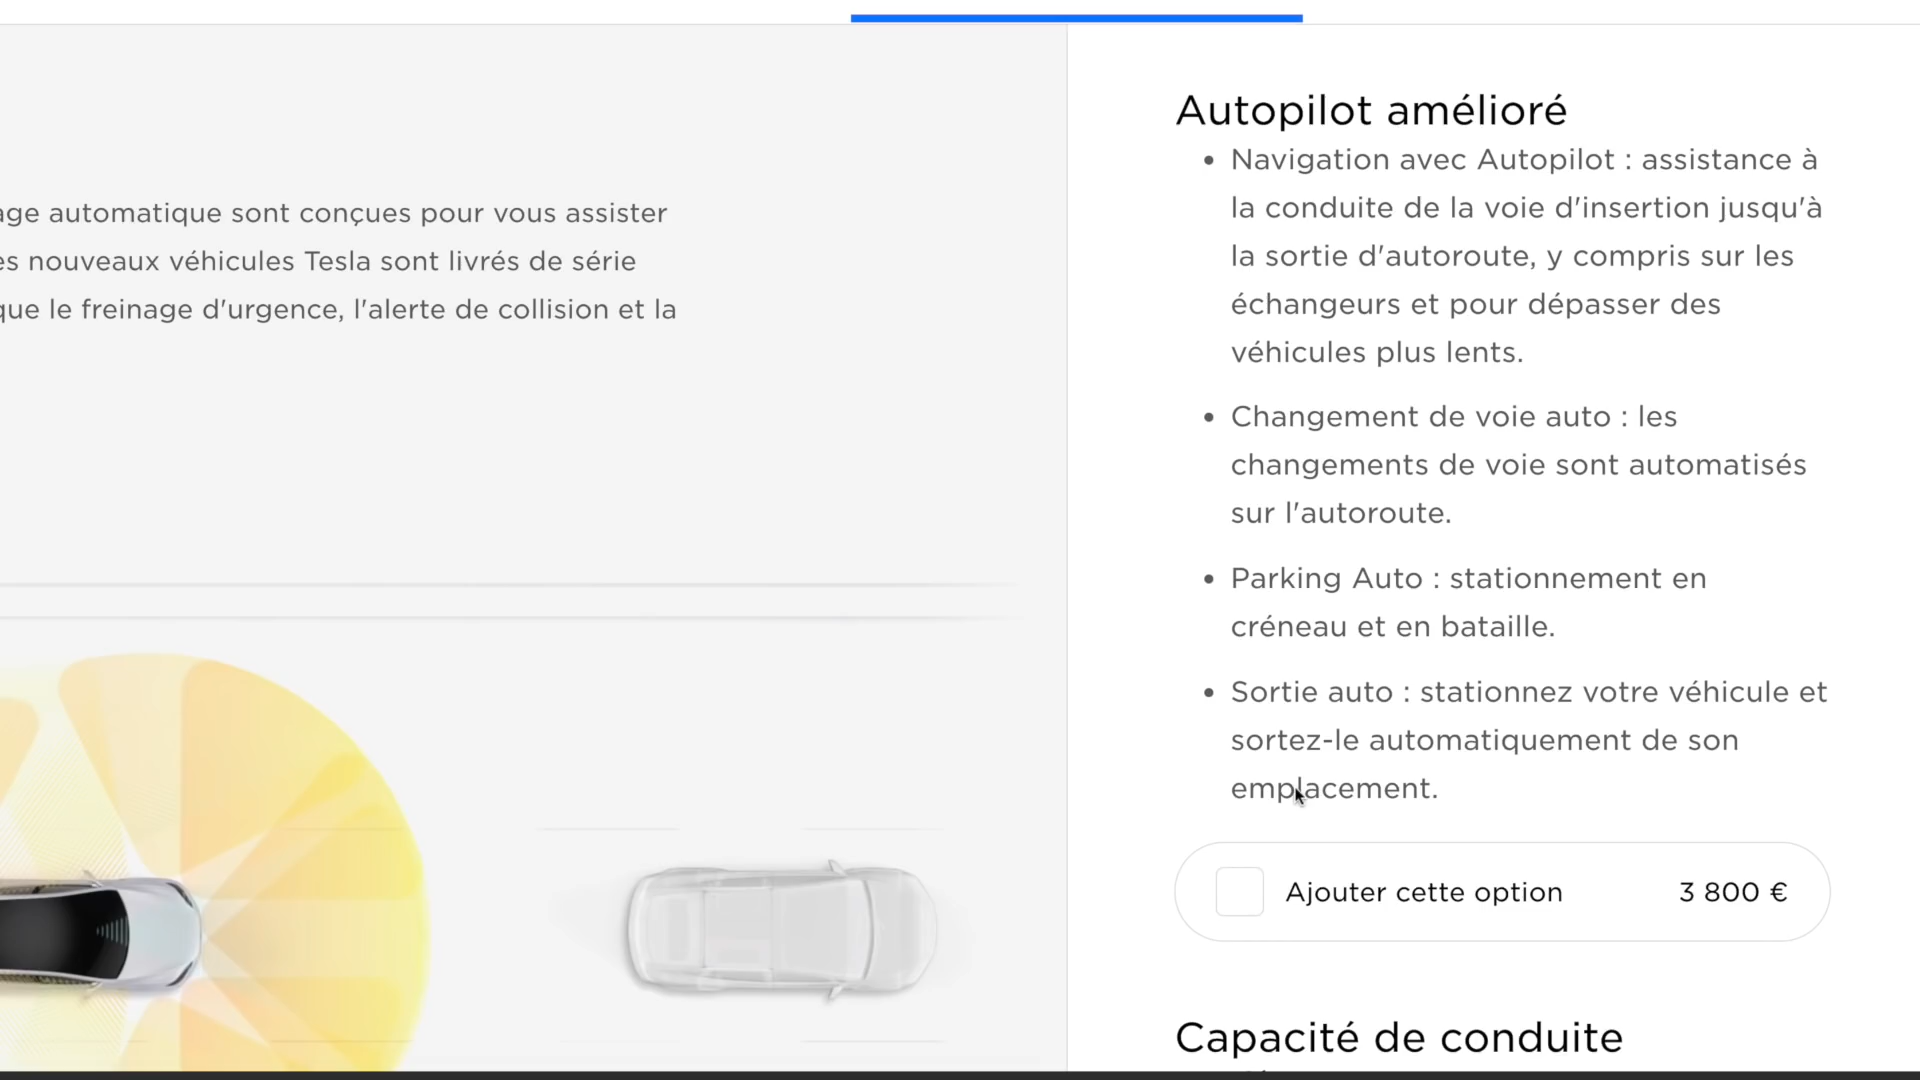 age automatique sont conçues pour vous assister
es nouveaux véhicules Tesla sont livrés de série
que le freinage d'urgence, l'alerte de collision et la
Autopilot amélioré
• Navigation avec Autopilot : assistance à
la conduite de la voie d'insertion jusqu'à
la sortie d'autoroute, y compris sur les
échangeurs et pour dépasser des
véhicules plus lents.
• Changement de voie auto : les
changements de voie sont automatisés
sur l'autoroute.
• Parking Auto : stationnement en
créneau et en bataille.
• Sortie auto : stationnez votre véhicule et
sortez-le automatiquement de son
emplacement.
Ajouter cette option 3 800 €
Capacité de conduite